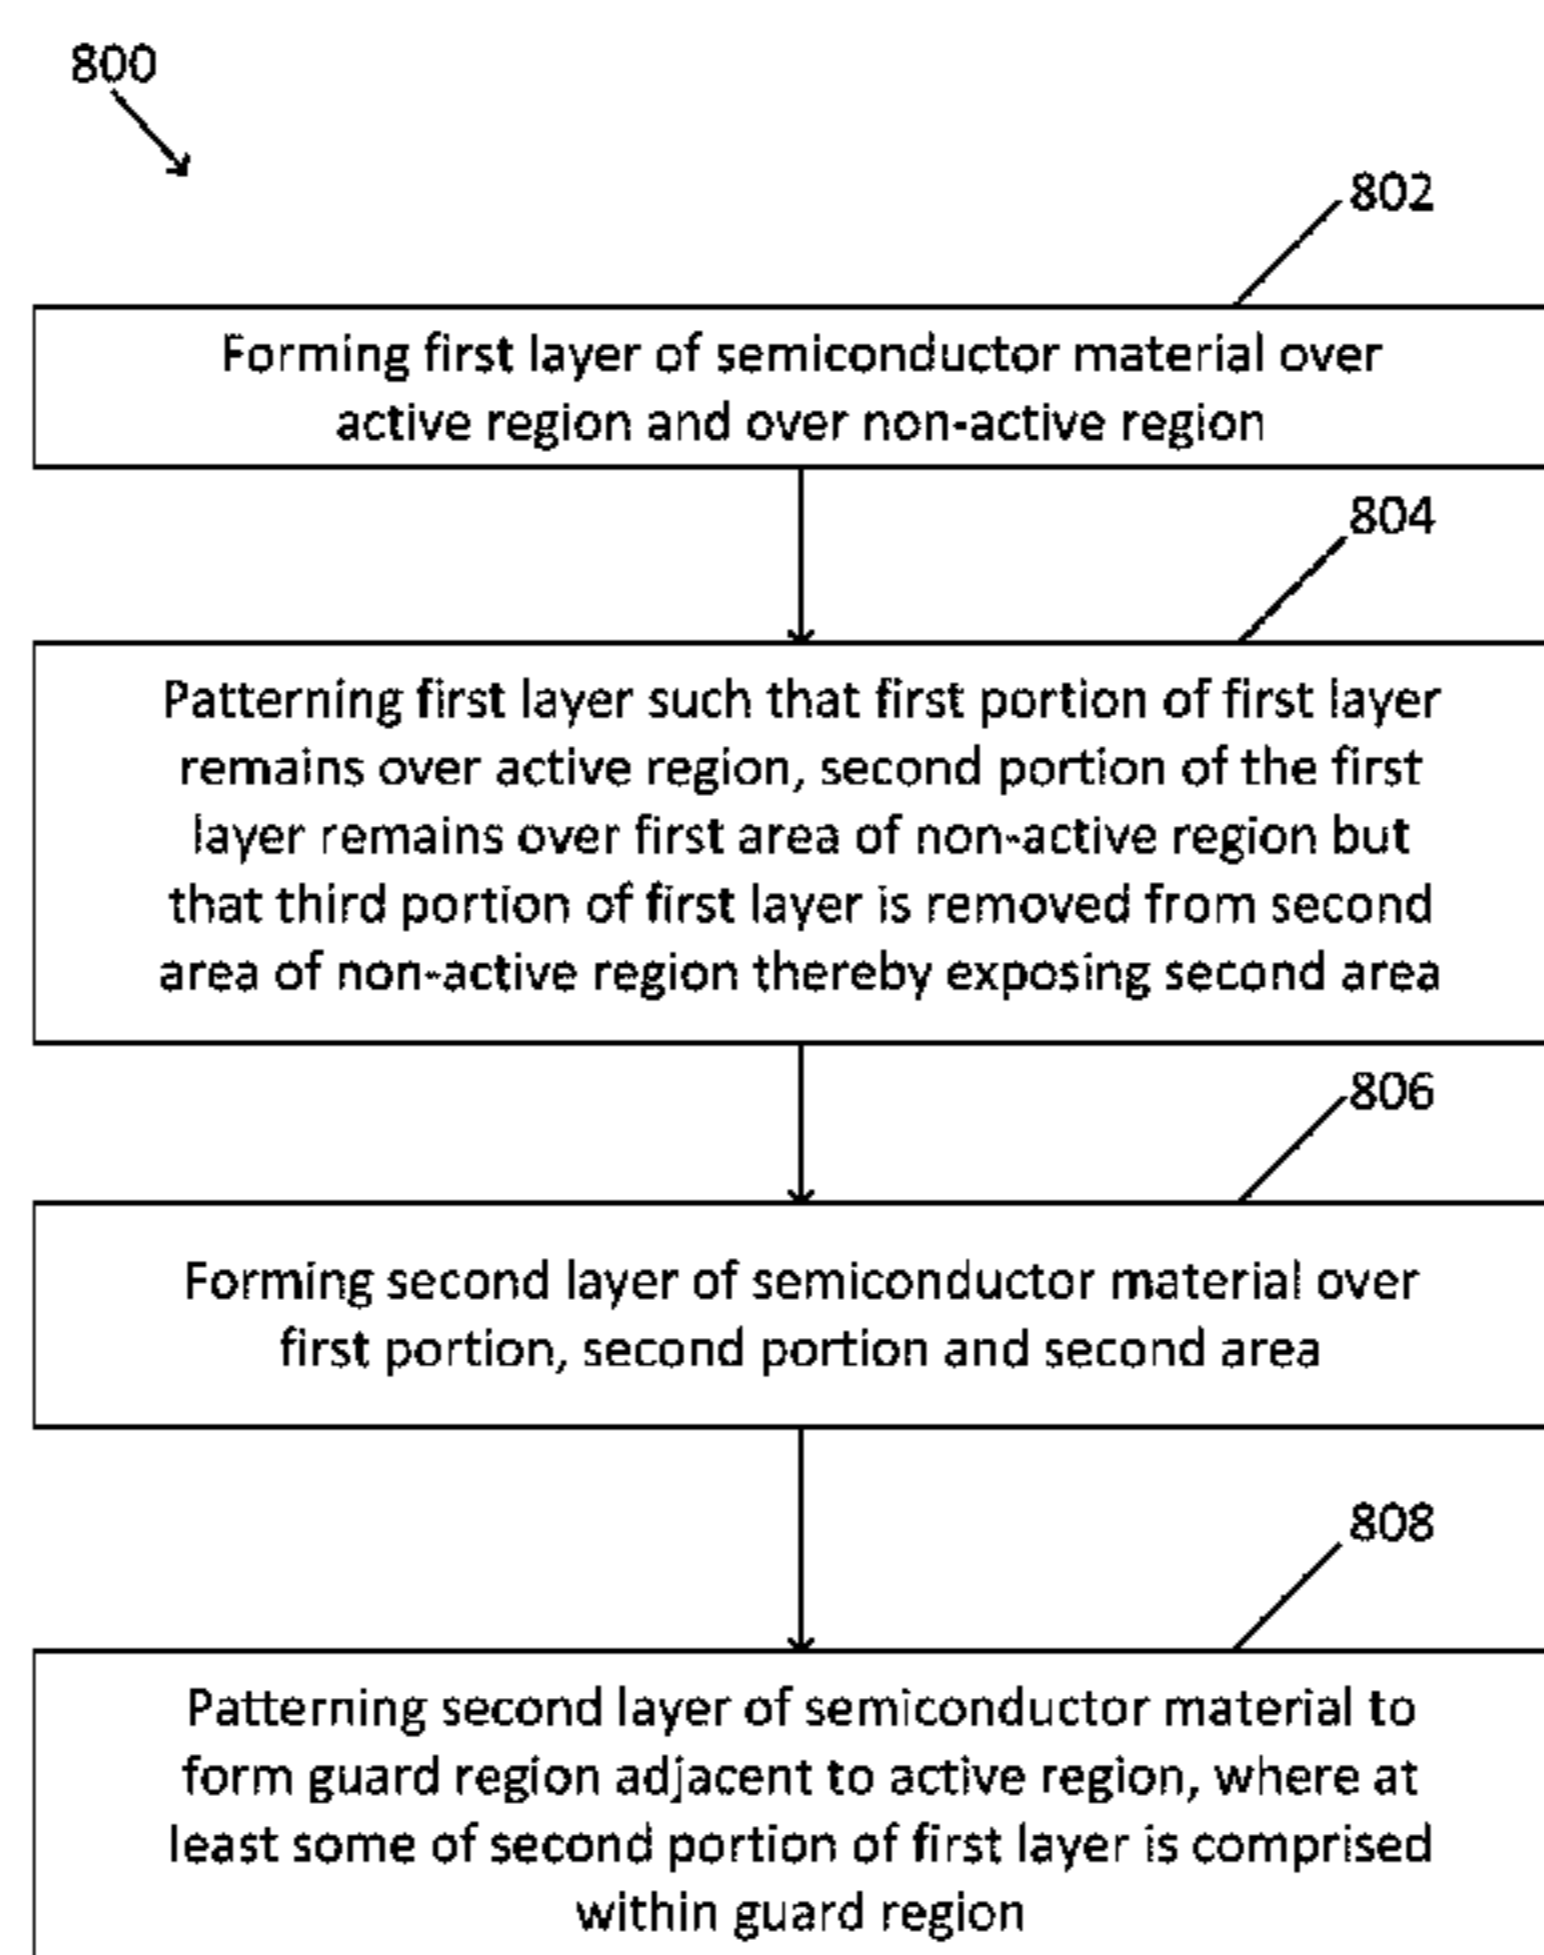 800
802
Forming first layer of semiconductor material over
active region and over non-active region
804
Patterning first layer such that first portion of first layer
remains over active region, second portion of the first
layer remains over first area of non-active region but
that third portion of first layer is removed from second
area of non-active region thereby exposing second area
806
Forming second layer of semiconductor material over
first portion, second portion and second area
808
Patterning second layer of semiconductor material to
form guard region adjacent to active region, where at
least some of second portion of first layer is comprised
within guard region